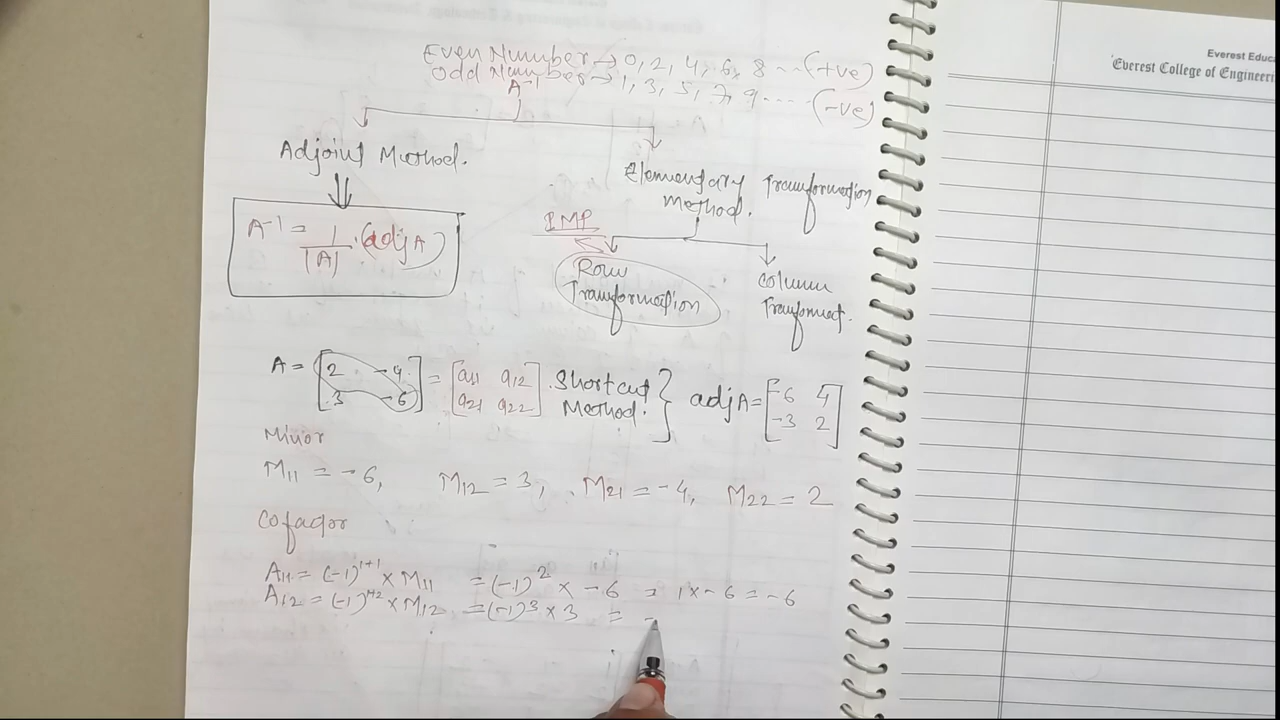 Even Number → 0, 2, 4, 6, 8 ... (+ve)
Odd Number → 1, 3, 5, 7, 9 ..... (-ve)
A⁻¹
Adjoint Method.
Elementary Transformation
Method.
A⁻¹ = 1/|A| . (adj A)
IMP
Row
Transformation
Column
Transformat.
A = [2 -4; 3 -6] = [a11 a12; a21 a22] . Shortcut Method. } adj A = [-6 4; -3 2]
Minor
M11 = -6, M12 = 3, M21 = -4, M22 = 2
Cofactor
A11 = (-1)¹⁺¹ × M11 = (-1)² × -6 = 1 × -6 = -6
A12 = (-1)¹⁺² × M12 = (-1)³ × 3 = -
Everest Educa
Everest College of Engineeri